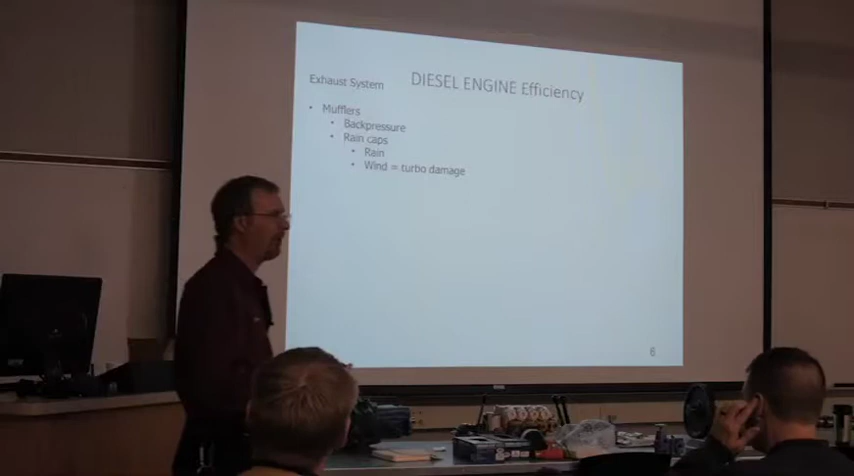 DIESEL ENGINE Efficiency
Exhaust System
• Mufflers
• Backpressure
• Rain caps
• Rain
• Wind = turbo damage
6